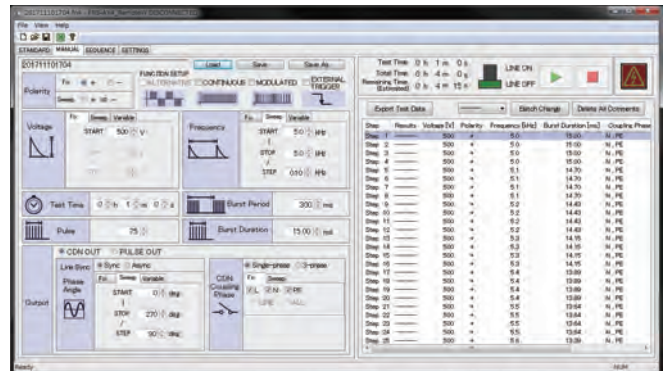 File View Help
STANDARD MANUAL SEQUENCE SETTINGS
201711101704
Load Save Save As
Polarity
Fix + -
Sweep
FUNCTION SETUP
ALTERNATING CONTINUOUS MODULATED EXTERNAL TRIGGER
Voltage
Fix Sweep Variable
START 500 V
Frequency
Fix Sweep Variable
START 5.0 kHz
STOP 5.0 kHz
STEP kHz
Test Time 0 h 1 m 0 s
Burst Period 300 ms
Pulse 75
Burst Duration 15.00 ms
Output
CDN OUT PULSE OUT
Line Sync Sync Async
Phase Angle
Fix Sweep Variable
START 0 deg
STOP 270 deg
STEP 90 deg
CDN Coupling Phase
Single-phase 3-phase
Fix Sweep
L N PE
Test Time 0 h 1 m 0 s
Total Time 0 h 4 m 0 s
Remaining Time (Estimated) 0 h 4 m 15 s
LINE ON
LINE OFF
Export Test Data Batch Change Delete All Comments
Step Results Voltage [V] Polarity Frequency [kHz] Burst Duration [ms] Coupling Phase
Step 1 500 + 5.0 15.00 N, PE
Step 2 500 + 5.0 15.00 N, PE
Step 3 500 + 5.0 15.00 N, PE
Step 4 500 + 5.0 15.00 N, PE
Step 5 500 + 5.1 14.70 N, PE
Step 6 500 + 5.1 14.70 N, PE
Step 7 500 + 5.1 14.70 N, PE
Step 8 500 + 5.1 14.70 N, PE
Step 9 500 + 5.2 14.43 N, PE
Step 10 500 + 5.2 14.43 N, PE
Step 11 500 + 5.2 14.43 N, PE
Step 12 500 + 5.2 14.43 N, PE
Step 13 500 + 5.3 14.15 N, PE
Step 14 500 + 5.3 14.15 N, PE
Step 15 500 + 5.3 14.15 N, PE
Step 16 500 + 5.3 14.15 N, PE
Step 17 500 + 5.4 13.89 N, PE
Step 18 500 + 5.4 13.89 N, PE
Step 19 500 + 5.4 13.89 N, PE
Step 20 500 + 5.4 13.89 N, PE
Step 21 500 + 5.5 13.64 N, PE
Step 22 500 + 5.5 13.64 N, PE
Step 23 500 + 5.5 13.64 N, PE
Step 24 500 + 5.5 13.64 N, PE
Step 25 500 + 5.6 13.39 N, PE
Ready
NUM